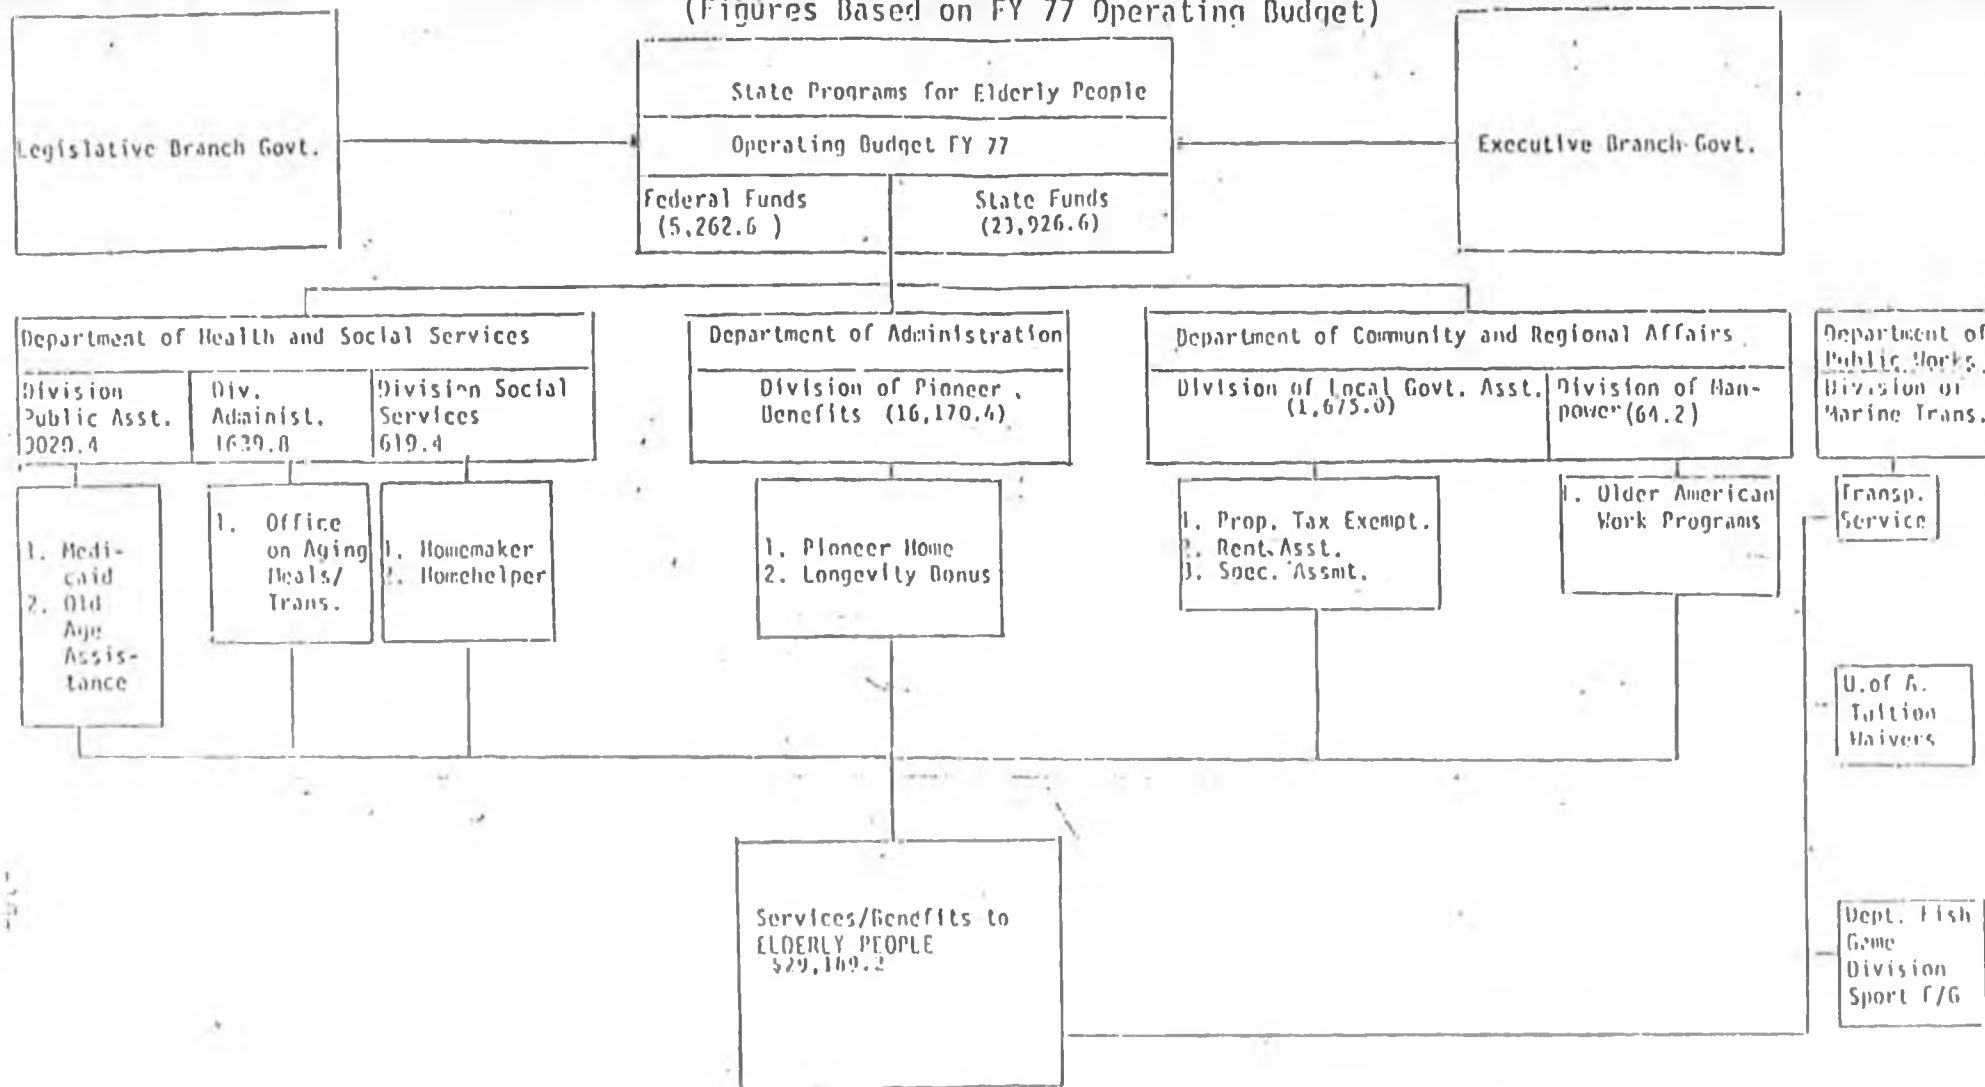 (Figures Based on FY 77 Operating Budget)
Legislative Branch Govt.
State Programs for Elderly People
Operating Budget FY 77
Federal Funds
(5,262.6 )
State Funds
(23,926.6)
Executive Branch Govt.
Department of Health and Social Services
Division
Public Asst.
Div.
Administ.
1639.8
Division Social
Services
619.4
Department of Administration
Division of Pioneer
Benefits (16,170.4)
Department of Community and Regional Affairs
Division of Local Govt. Asst.
(1,675.0)
Division of Man-
power (64.2)
Department of
Public Works
Division of
Marine Trans.
1. Medi-
caid
2. Old
Age
Assis-
tance
1. Office
on Aging
Meals/
Trans.
1. Homemaker
2. Homehelper
1. Pioneer Home
2. Longevity Bonus
1. Prop. Tax Exempt.
2. Rent. Asst.
3. Spec. Assmt.
1. Older American
Work Programs
Transp.
Service
U.of A.
Tuition
Waivers
Services/Benefits to
ELDERLY PEOPLE
Dept. Fish
Game
Division
Sport F/G